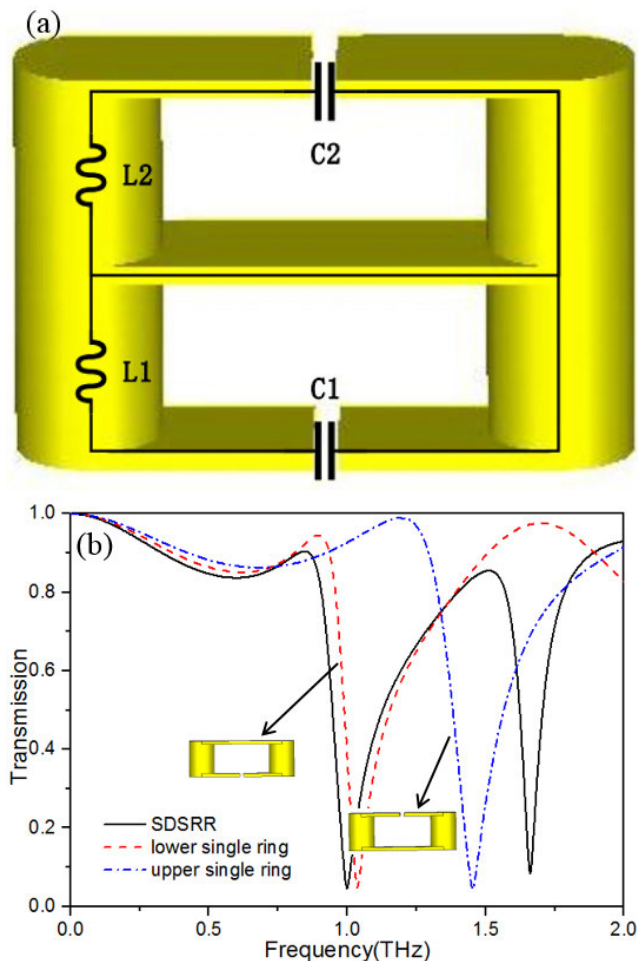 (a)
C2
L2
L1
C1
(b)
1.0
0.8
0.6
0.4
0.2
0.0
Transmission
SDSRR
lower single ring
upper single ring
0.0 0.5 1.0 1.5 2.0
Frequency(THz)